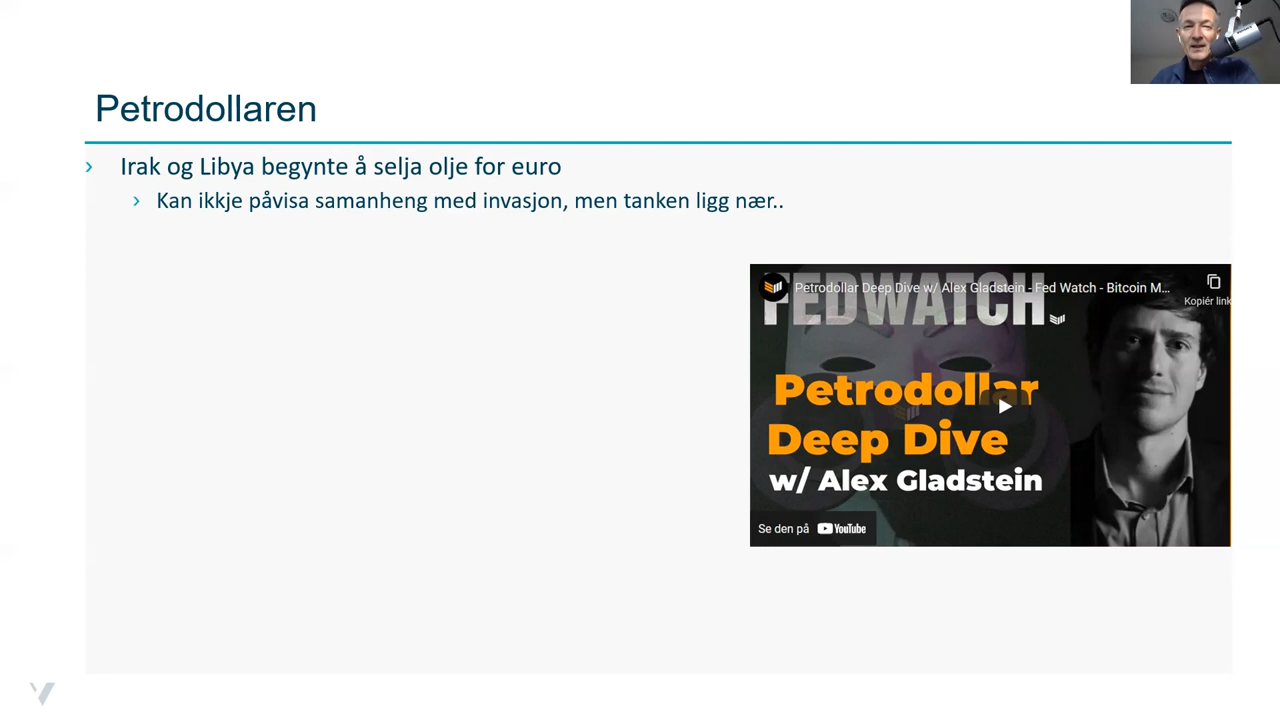 Petrodollaren
Irak og Libya begynte å selja olje for euro
Kan ikkje påvisa samanheng med invasjon, men tanken ligg nær..
FEDWATCH.
Petrodollar Deep Dive w/ Alex Gladstein - Fed Watch - Bitcoin M...
Kopiér link
Petrodollar
Deep Dive
w/ Alex Gladstein
Se den på YouTube